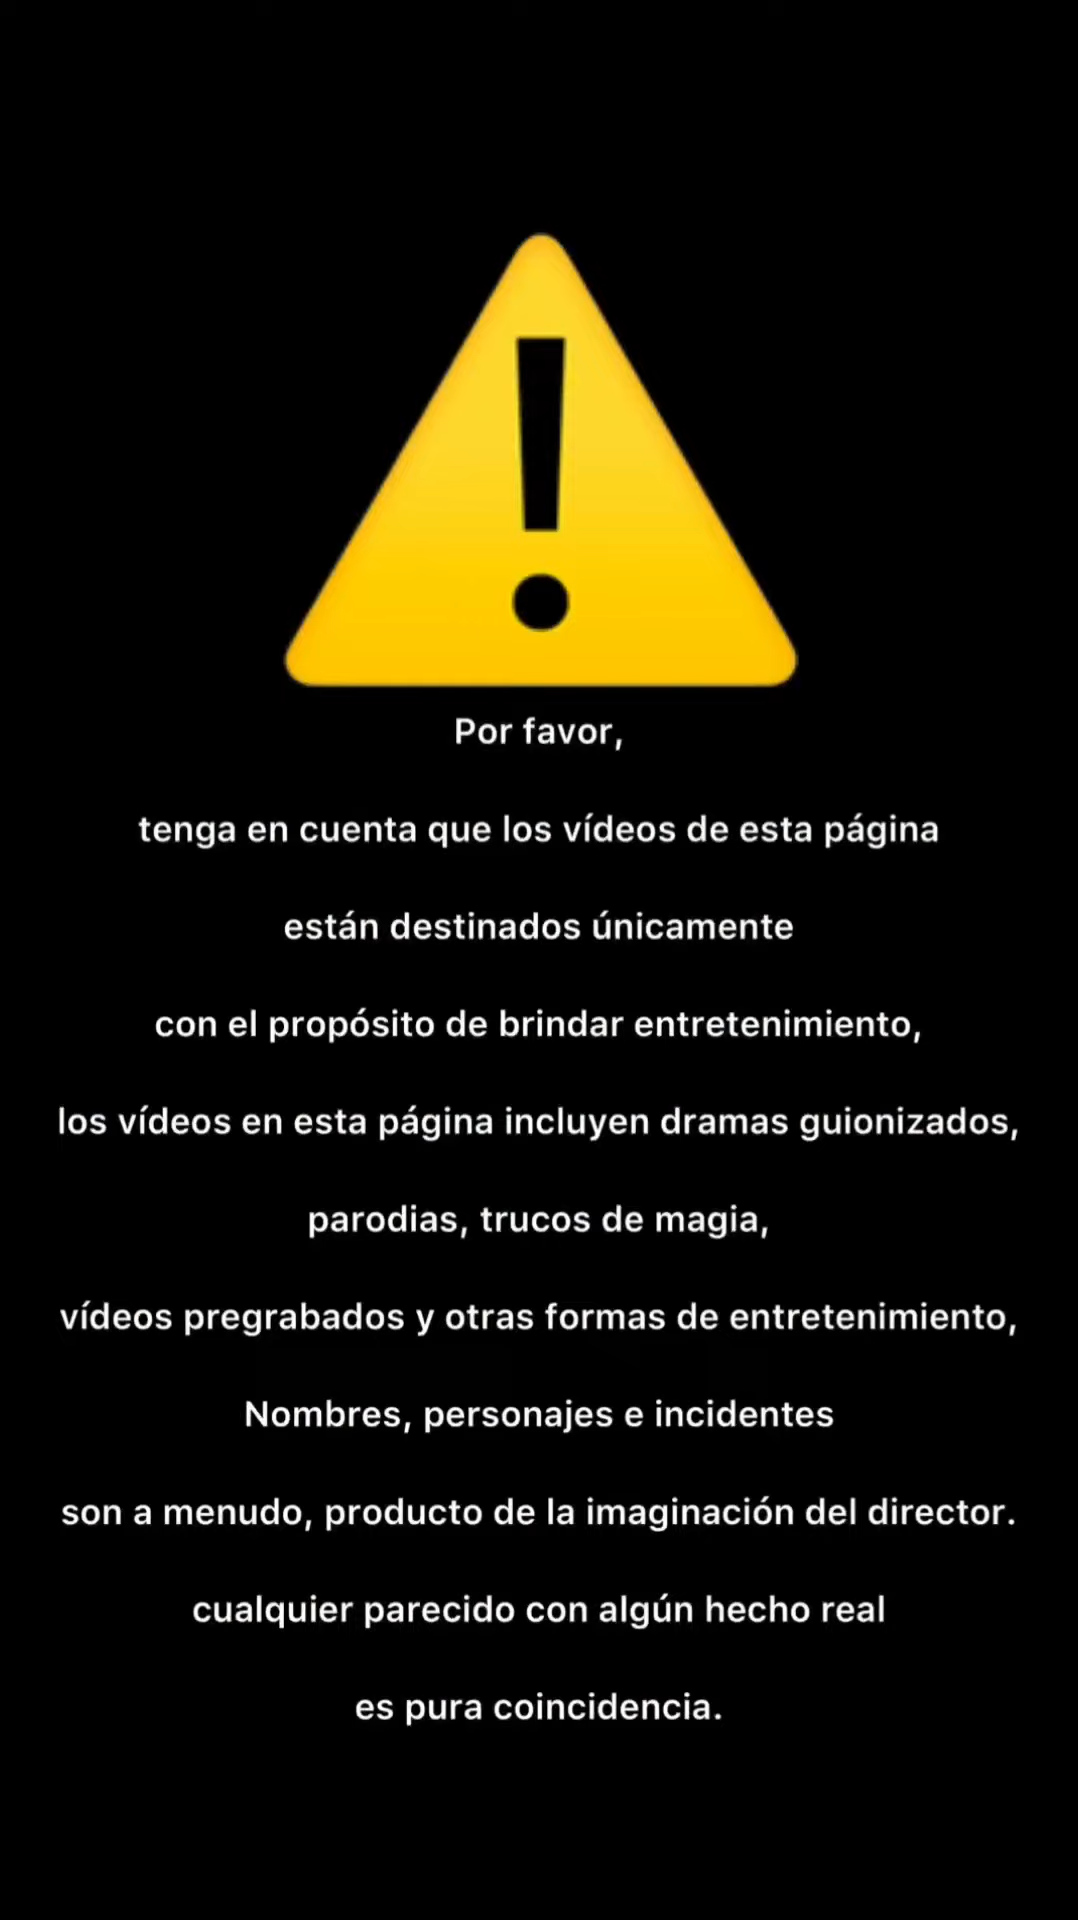 Por favor,
tenga en cuenta que los vídeos de esta página
están destinados únicamente
con el propósito de brindar entretenimiento,
los vídeos en esta página incluyen dramas guionizados,
parodias, trucos de magia,
vídeos pregrabados y otras formas de entretenimiento,
Nombres, personajes e incidentes
son a menudo, producto de la imaginación del director.
cualquier parecido con algún hecho real
es pura coincidencia.